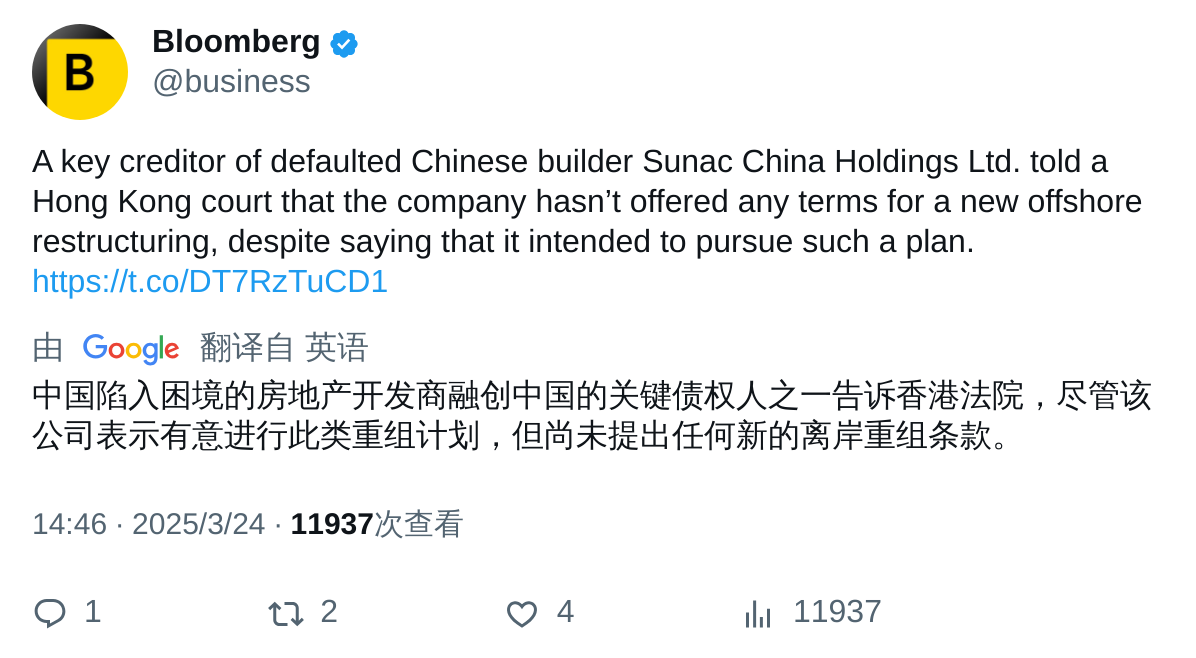 B
Bloomberg
@business
A key creditor of defaulted Chinese builder Sunac China Holdings Ltd. told a
Hong Kong court that the company hasn’t offered any terms for a new offshore
restructuring, despite saying that it intended to pursue such a plan.
https://t.co/DT7RzTuCD1
由 Google 翻译自 英语
中国陷入困境的房地产开发商融创中国的关键债权人之一告诉香港法院，尽管该
公司表示有意进行此类重组计划，但尚未提出任何新的离岸重组条款。
14:46 · 2025/3/24 · 11937次查看
1 2 4 11937